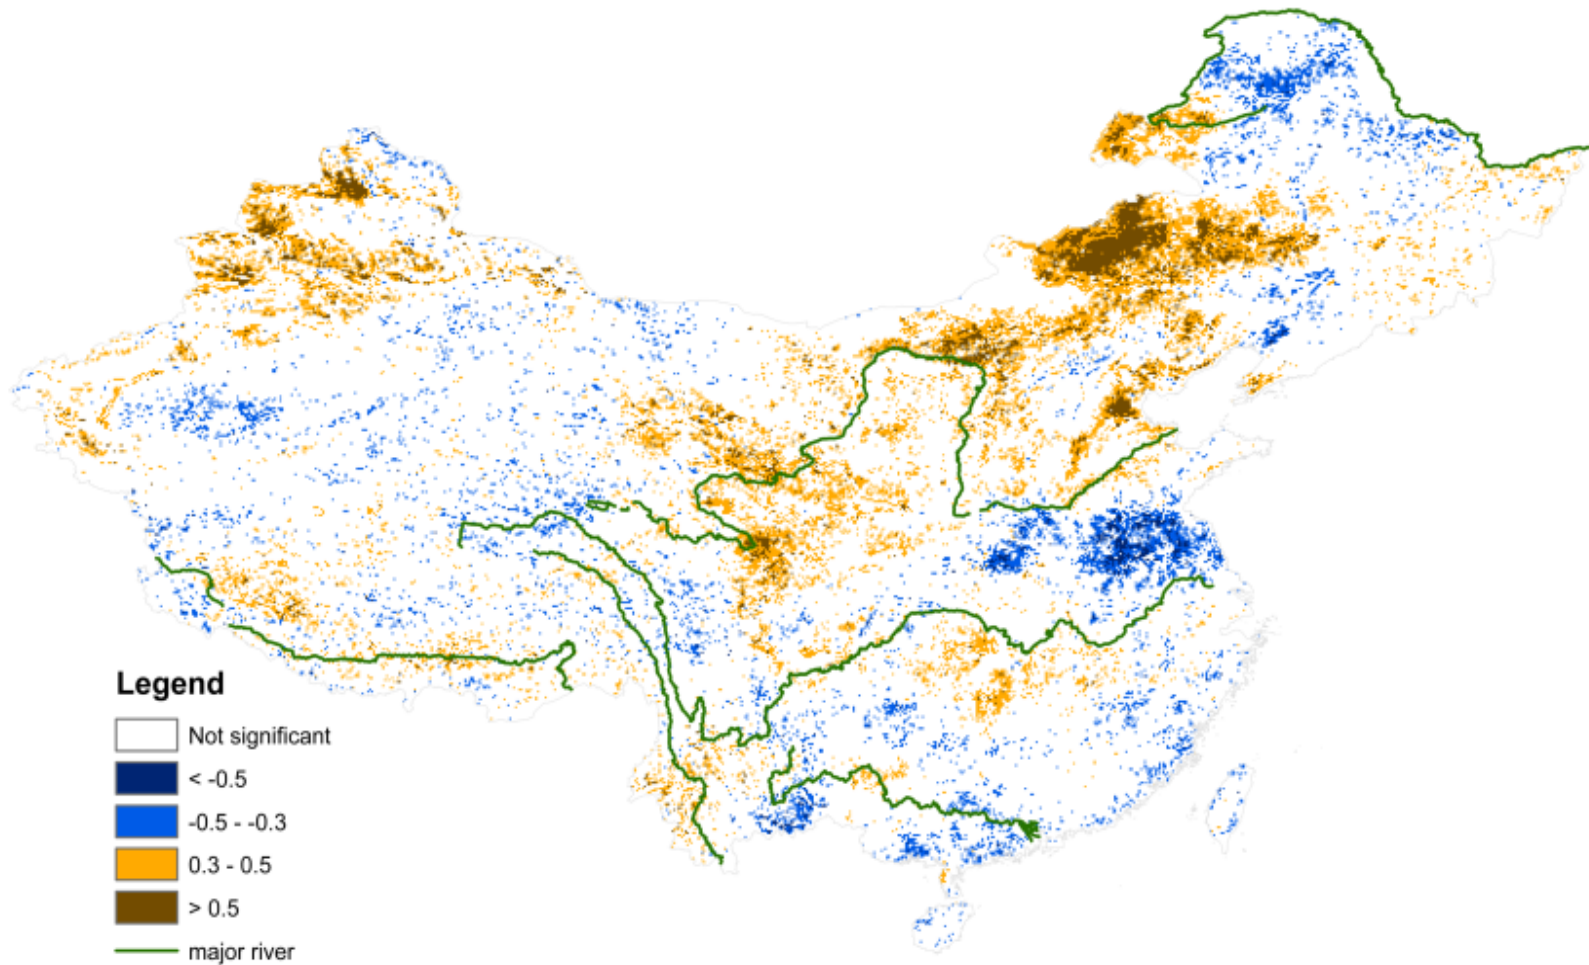 Legend
Not significant
< -0.5
-0.5 - -0.3
0.3 - 0.5
> 0.5
major river